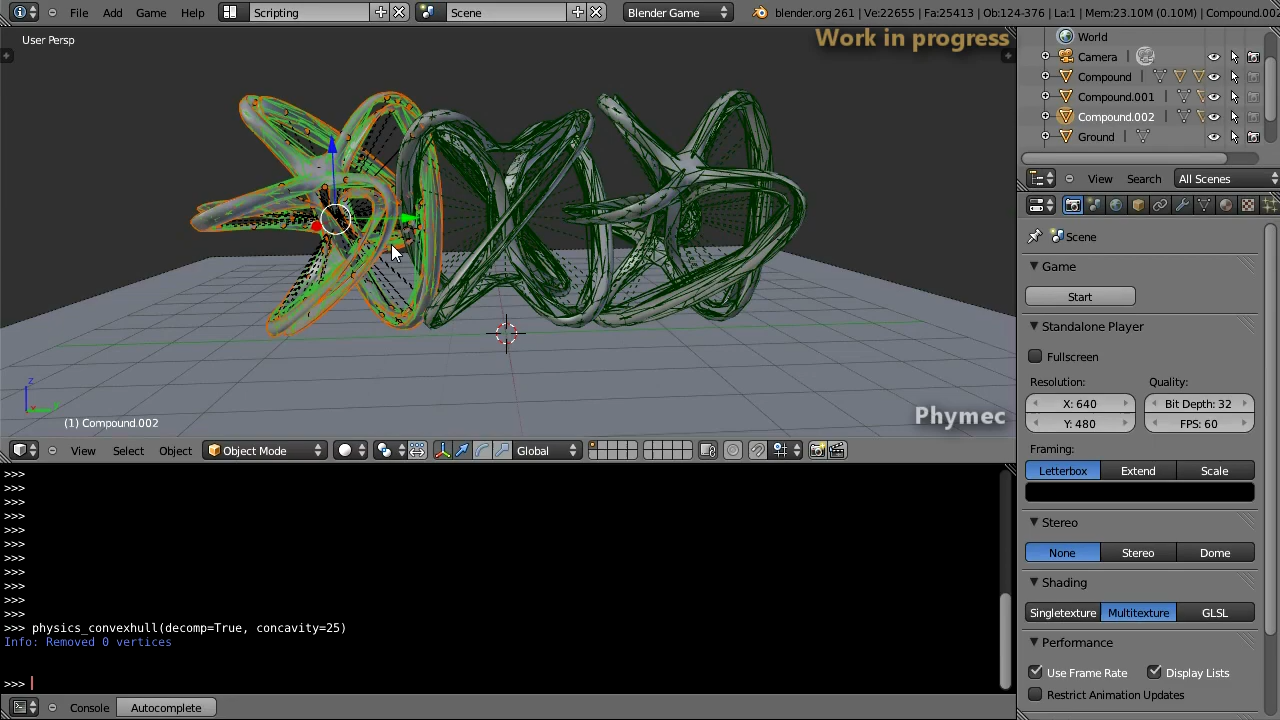 File Add Game Help Scripting Scene Blender Game blender.org 261 | Ve:22655 | Fa:25413 | Ob:124-376 | La:1 | Mem:23.10M (0.10M) | Compound.002
User Persp
Work in progress
World
Camera
Compound
Compound.001
Compound.002
Ground
View Search All Scenes
Scene
Game
Start
Standalone Player
Fullscreen
Resolution: Quality:
X: 640 Bit Depth: 32
Y: 480 FPS: 60
Framing:
Letterbox Extend Scale
Stereo
None Stereo Dome
Shading
Singletexture Multitexture GLSL
Performance
Use Frame Rate Display Lists
Restrict Animation Updates
z
(1) Compound.002
Phymec
View Select Object Object Mode Global
>>>
>>>
>>>
>>>
>>>
>>>
>>>
>>>
>>>
>>>
>>>
>>> physics_convexhull(decomp=True, concavity=25)
Info: Removed 0 vertices
>>>
Console Autocomplete